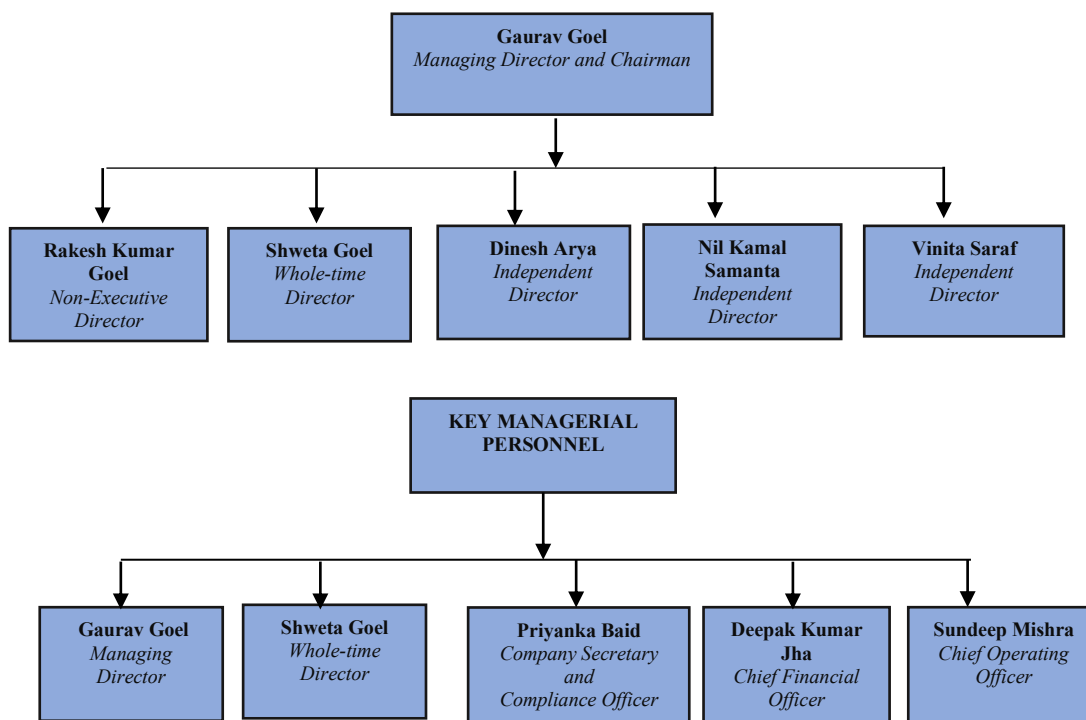 Gaurav Goel
Managing Director and Chairman
Rakesh Kumar
Goel
Non-Executive
Director
Shweta Goel
Whole-time
Director
Dinesh Arya
Independent
Director
Nil Kamal
Samanta
Independent
Director
Vinita Saraf
Independent
Director
KEY MANAGERIAL
PERSONNEL
Gaurav Goel
Managing
Director
Shweta Goel
Whole-time
Director
Priyanka Baid
Company Secretary
and
Compliance Officer
Deepak Kumar
Jha
Chief Financial
Officer
Sundeep Mishra
Chief Operating
Officer